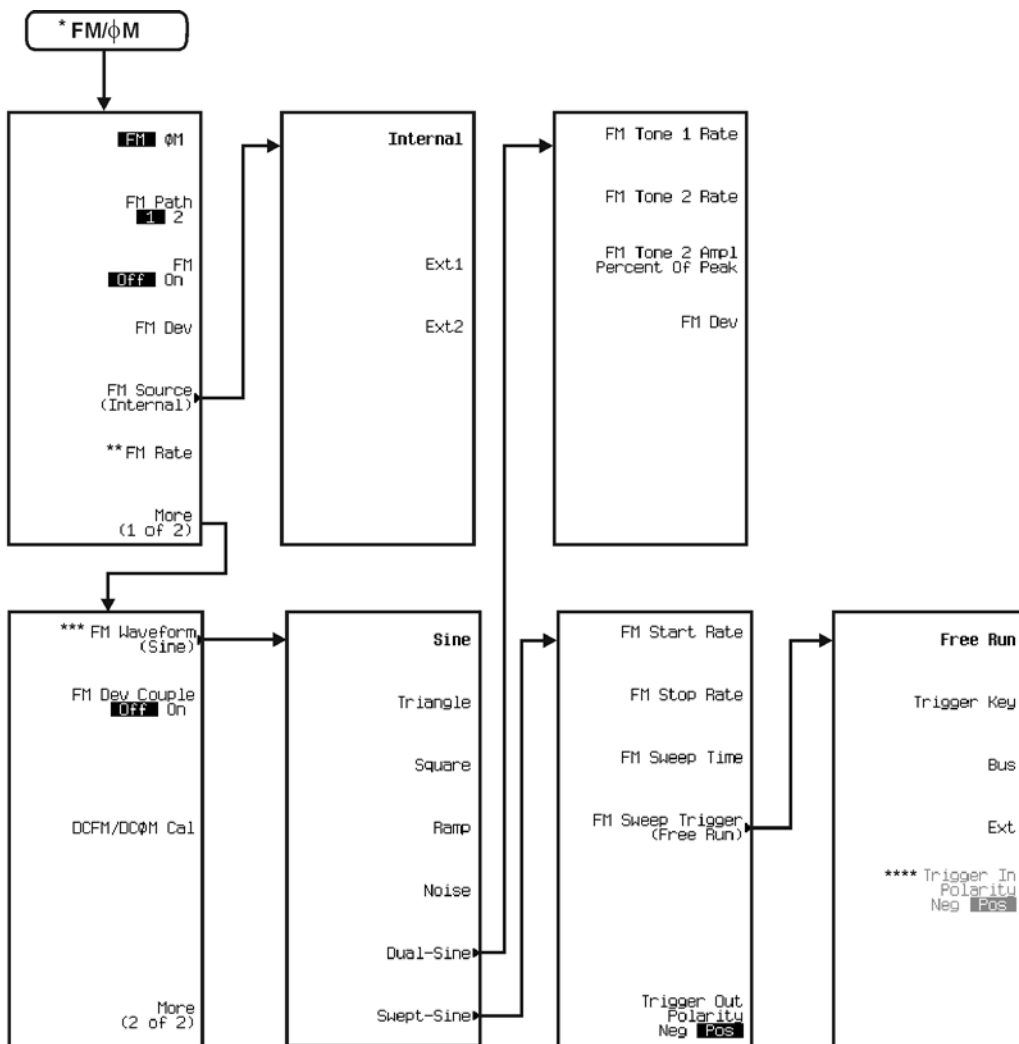 * FM/ϕM
FM ΦM
FM Path
1 2
FM
Off On
FM Dev
FM Source
(Internal)
** FM Rate
More
(1 of 2)
Internal
Ext1
Ext2
FM Tone 1 Rate
FM Tone 2 Rate
FM Tone 2 Ampl
Percent Of Peak
FM Dev
*** FM Waveform
(Sine)
FM Dev Couple
Off On
DCFM/DCΦM Cal
More
(2 of 2)
Sine
Triangle
Square
Ramp
Noise
Dual-Sine
Swept-Sine
FM Start Rate
FM Stop Rate
FM Sweep Time
FM Sweep Trigger
(Free Run)
Trigger Out
Polarity
Neg Pos
Free Run
Trigger Key
Bus
Ext
**** Trigger In
Polarity
Neg Pos